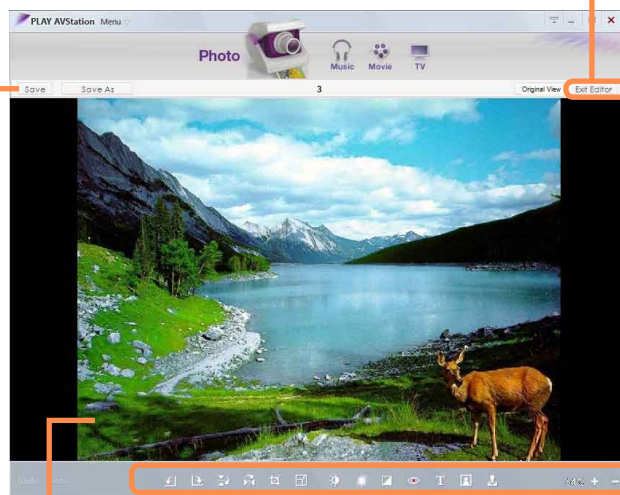 PLAY AVStation Menu
Photo
Music Movie TV
Save Save As 3 Original View Exit Editor
T